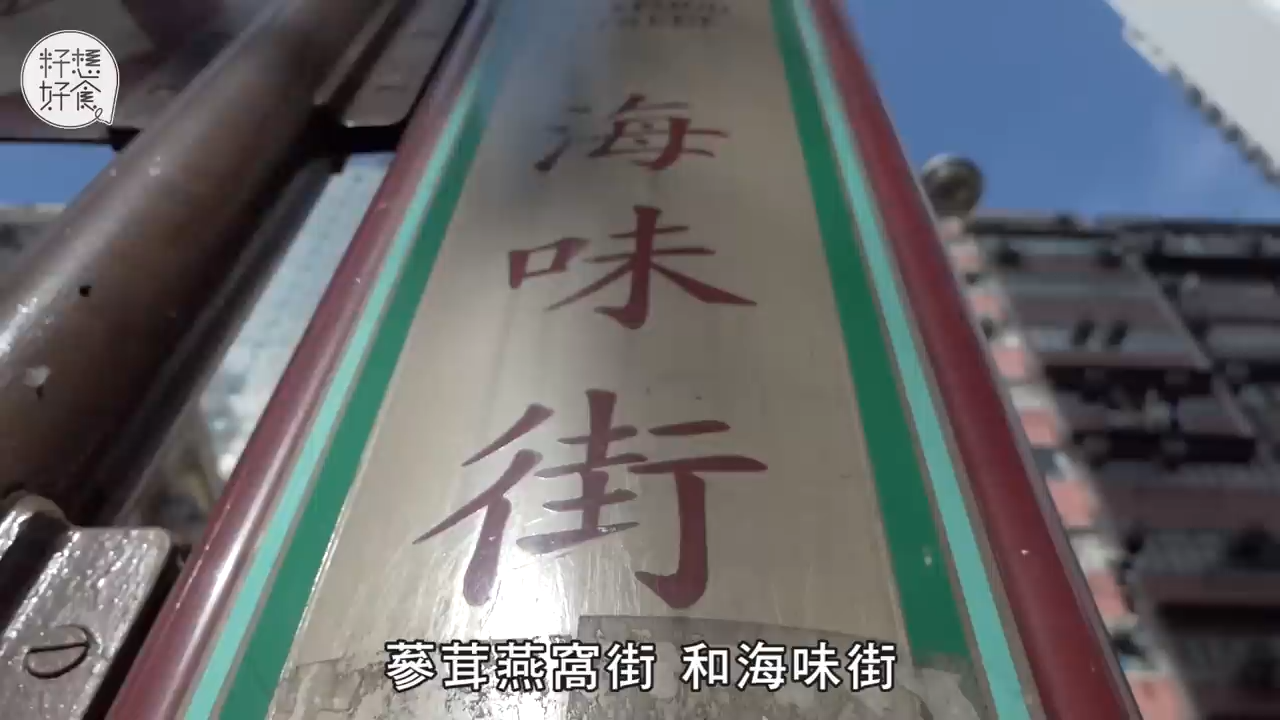 籽想
好食
海
味
街
蔘茸燕窩街 和海味街